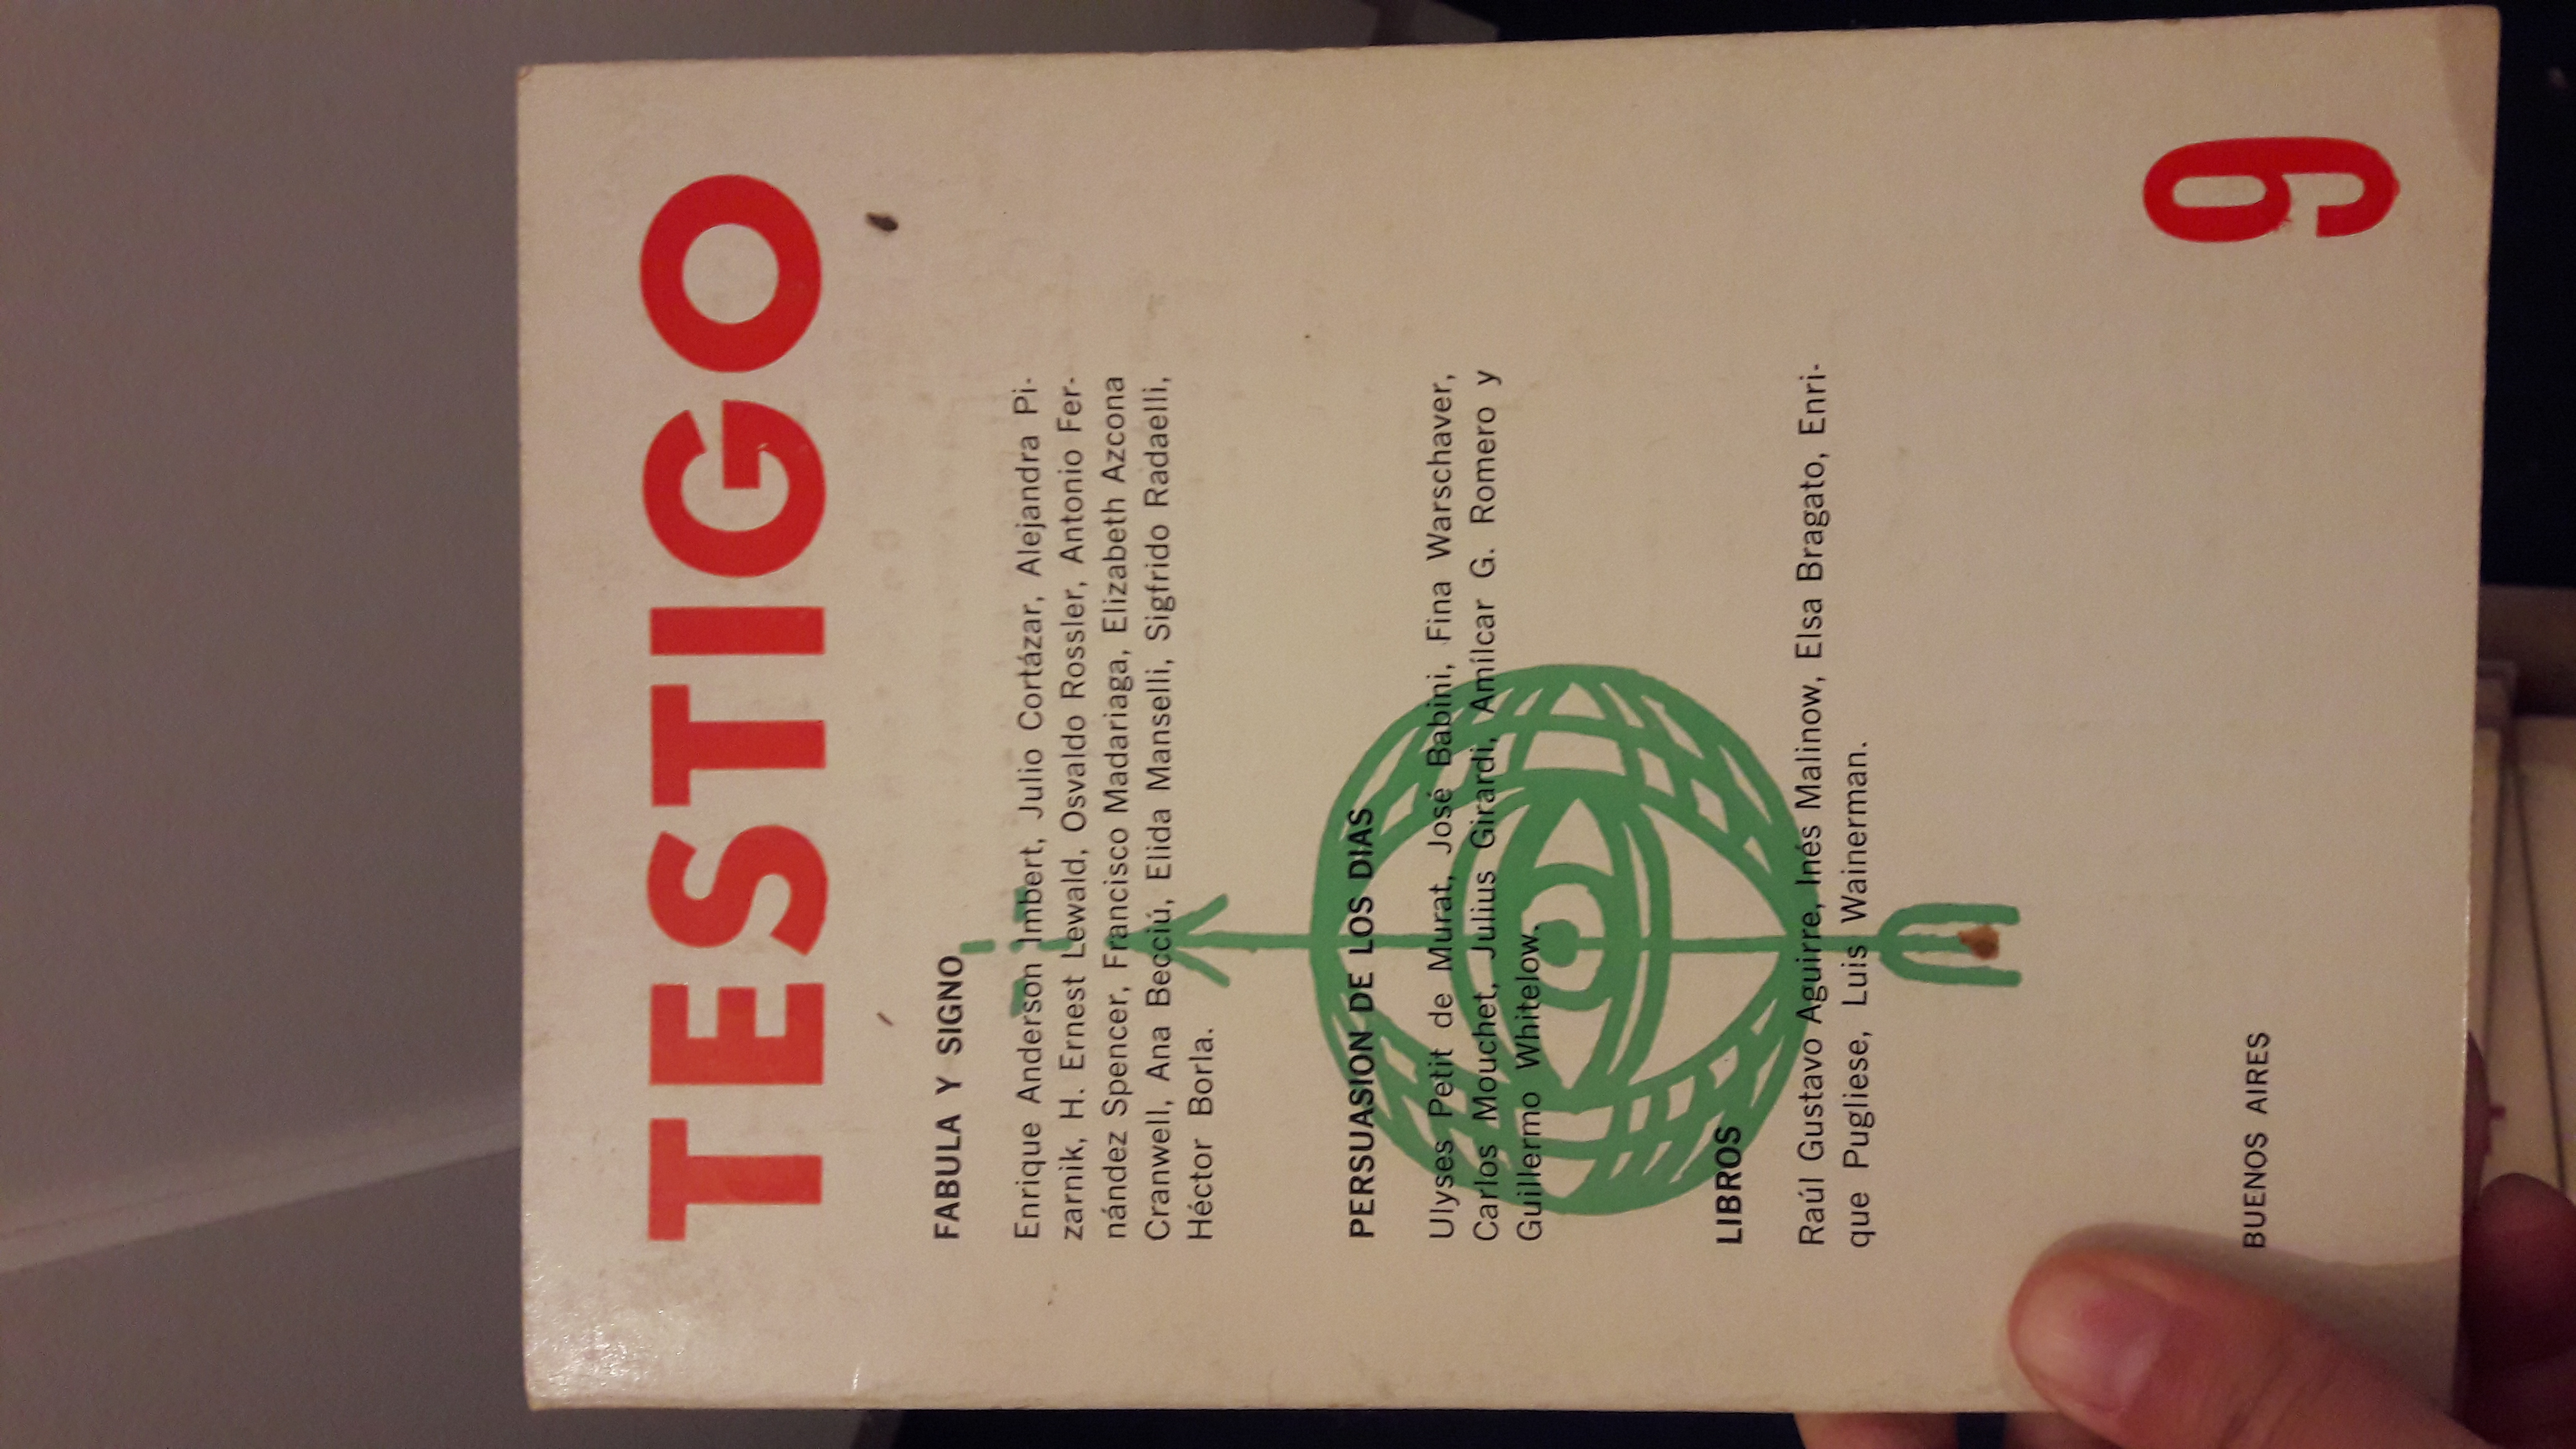 TESTIGO
FABULA Y SIGNO
Enrique Anderson Imbert, Julio Cortázar, Alejandra Pi-
zarnik, H. Ernest Lewald, Osvaldo Rossler, Antonio Fer-
nández Spencer, Francisco Madariaga, Elizabeth Azcona
Cranwell, Ana Becciú, Elida Manselli, Sigfrido Radaelli,
Héctor Borla.
PERSUASION DE LOS DIAS
Ulyses Petit de Murat, José Babini, Fina Warschaver,
Carlos Mouchet, Julius Girardi, Amílcar G. Romero y
Guillermo Whitelow.
LIBROS
Raúl Gustavo Aguirre, Inés Malinow, Elsa Bragato, Enri-
que Pugliese, Luis Wainerman.
BUENOS AIRES
9